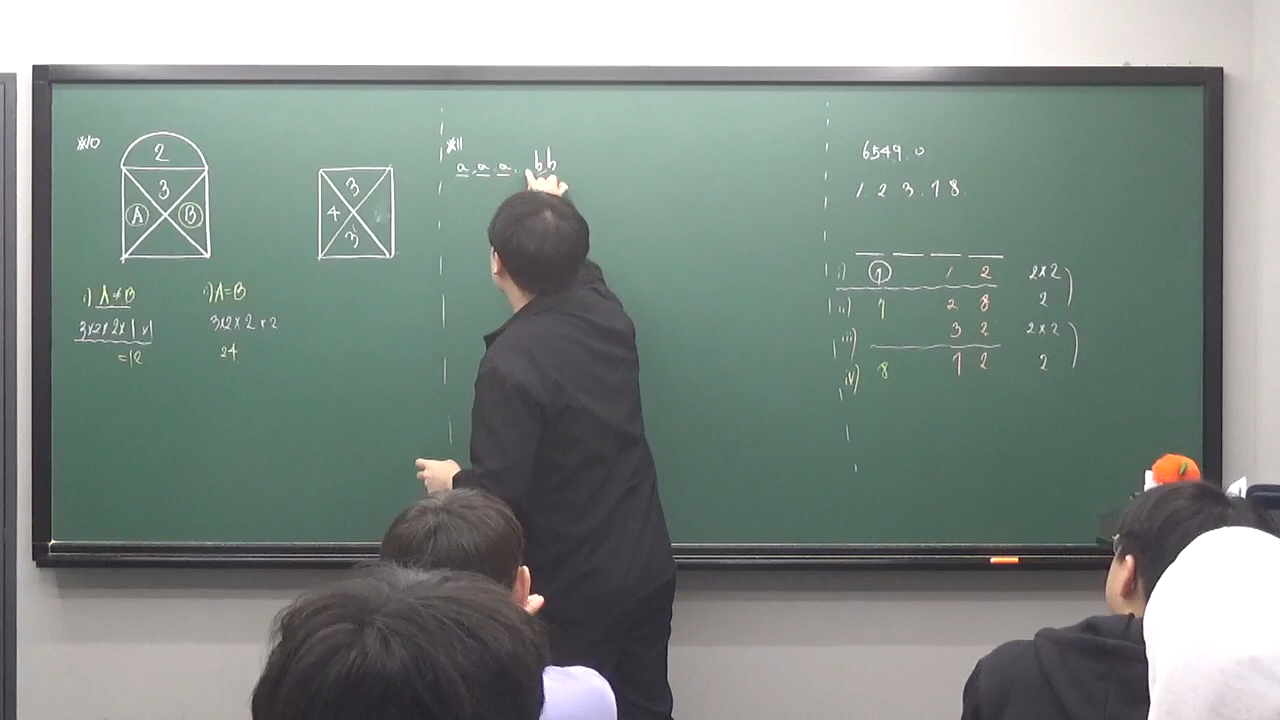 ※10
2
3
A B
3
4
3
i) A≠B
3×2×2×1×1
=12
ii) A=B
3×2×2×2
24
※11
a, a, a, b b
6549.0
1 2 3 . 7 8
i) 7 1 2 2×2
ii) 7 2 8 2
iii) 3 2 2×2
iv) 8 7 2 2